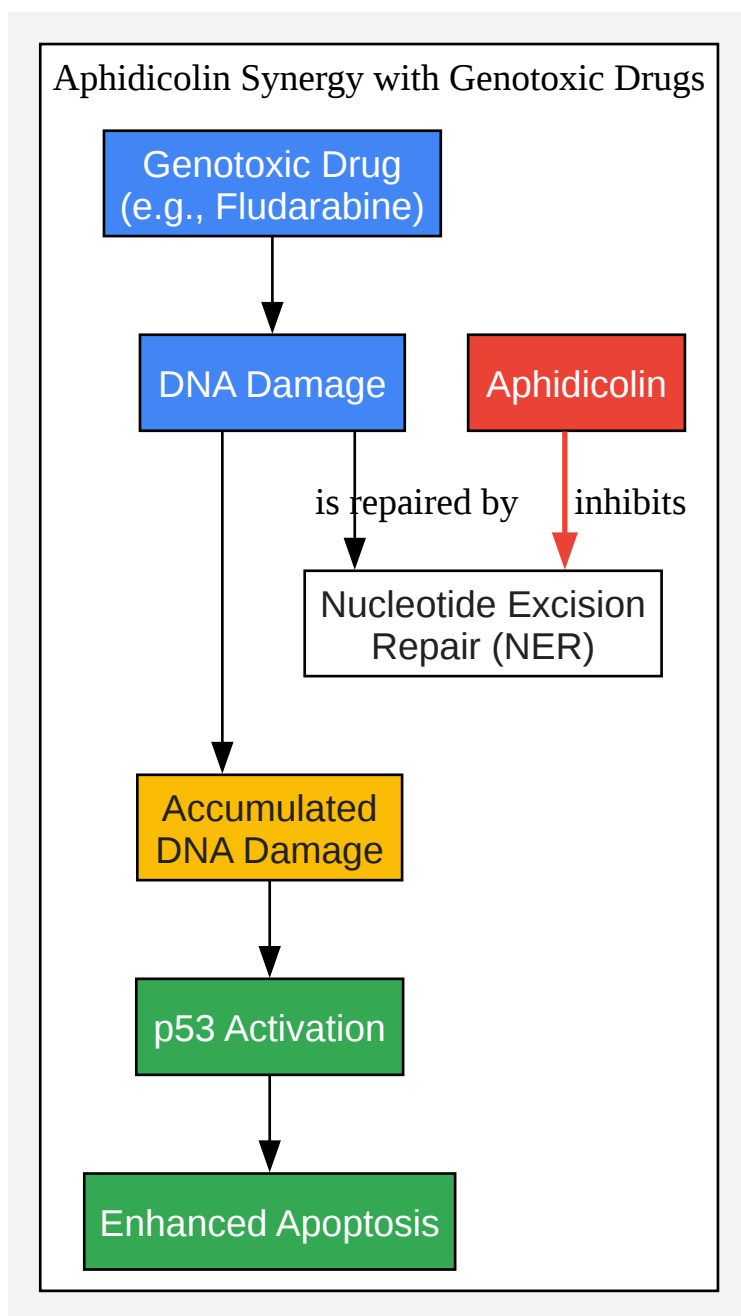 Aphidicolin Synergy with Genotoxic Drugs
Genotoxic Drug
(e.g., Fludarabine)
DNA Damage
Aphidicolin
is repaired by
inhibits
Nucleotide Excision
Repair (NER)
Accumulated
DNA Damage
p53 Activation
Enhanced Apoptosis